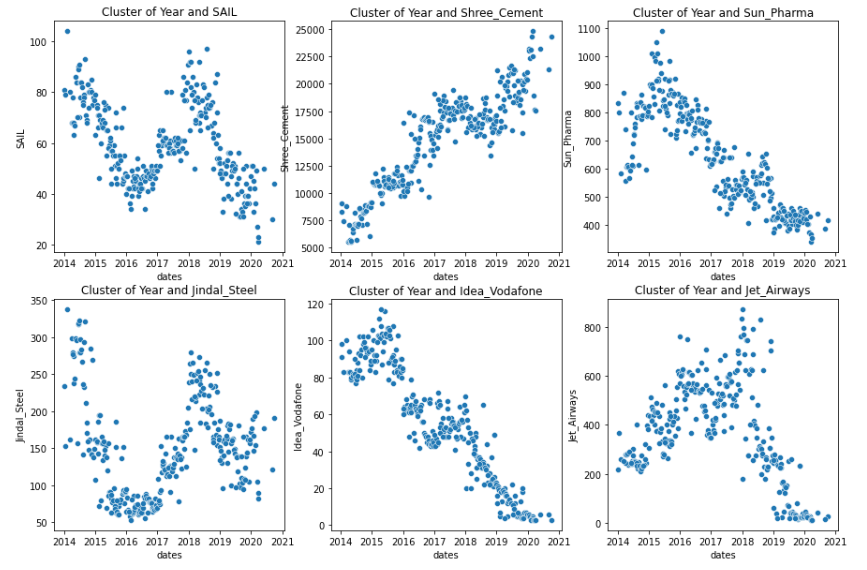 Cluster of Year and SAIL
SAIL
100
80
60
40
20
2014 2015 2016 2017 2018 2019 2020 2021
dates
Cluster of Year and Shree_Cement
Shree_Cement
25000
22500
20000
17500
15000
12500
10000
7500
5000
2014 2015 2016 2017 2018 2019 2020 2021
dates
Cluster of Year and Sun_Pharma
Sun_Pharma
1100
1000
900
800
700
600
500
400
2014 2015 2016 2017 2018 2019 2020 2021
dates
Cluster of Year and Jindal_Steel
Jindal_Steel
350
300
250
200
150
100
50
2014 2015 2016 2017 2018 2019 2020 2021
dates
Cluster of Year and Idea_Vodafone
Idea_Vodafone
120
100
80
60
40
20
0
2014 2015 2016 2017 2018 2019 2020 2021
dates
Cluster of Year and Jet_Airways
Jet_Airways
800
600
400
200
0
2014 2015 2016 2017 2018 2019 2020 2021
dates